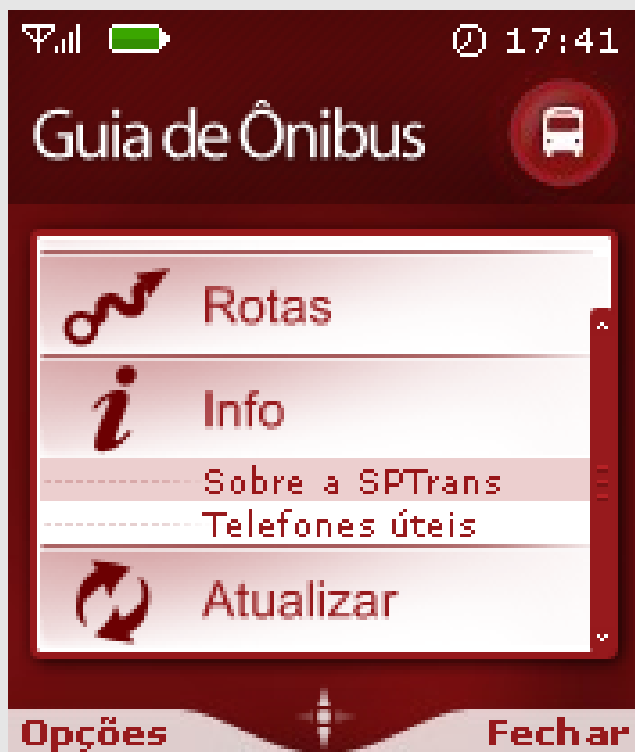 17:41
Guia de Ônibus
Rotas
Info
Sobre a SPTrans
Telefones úteis
Atualizar
Opções Fechar